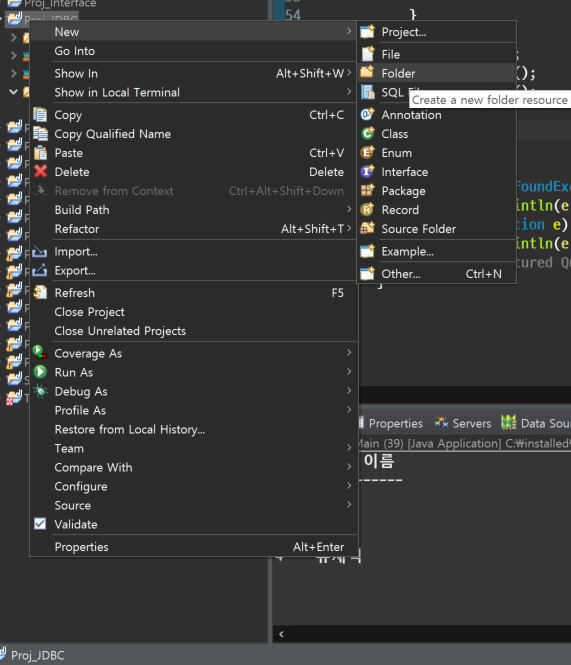 Proj_Interface
Proj_JDBC
54 }
New
Go Into
Show In Alt+Shift+W
Show in Local Terminal
Copy Ctrl+C
Copy Qualified Name
Paste Ctrl+V
Delete Delete
Remove from Context Ctrl+Alt+Shift+Down
Build Path
Refactor Alt+Shift+T
Import...
Export...
Refresh F5
Close Project
Close Unrelated Projects
Coverage As
Run As
Debug As
Profile As
Restore from Local History...
Team
Compare With
Configure
Source
Validate
Properties Alt+Enter
Project...
File
Folder
SQL
Create a new folder resource
Annotation
Class
Enum
Interface
Package
Record
Source Folder
Example...
Other... Ctrl+N
;
();
();
FoundExc
intln(e
tion e)
intln(e
tured Qu
}
Properties Servers Data Sou
Main (39) [Java Application] C:₩installed₩
이름
------
Proj_JDBC